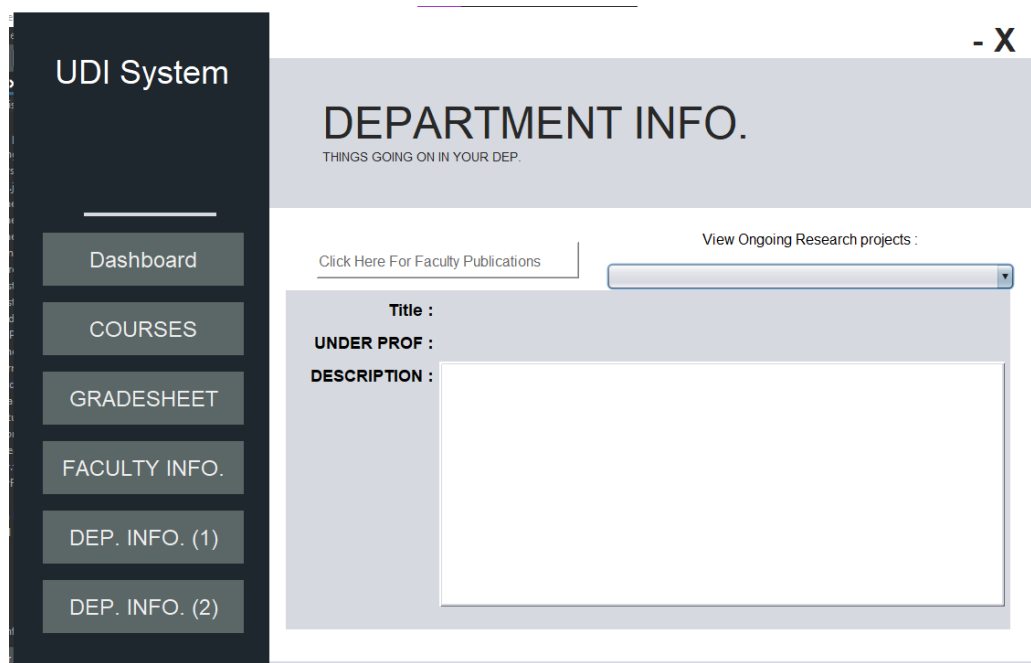 - X
UDI System
DEPARTMENT INFO.
THINGS GOING ON IN YOUR DEP.
Dashboard
COURSES
GRADESHEET
FACULTY INFO.
DEP. INFO. (1)
DEP. INFO. (2)
Click Here For Faculty Publications
View Ongoing Research projects :
Title :
UNDER PROF :
DESCRIPTION :